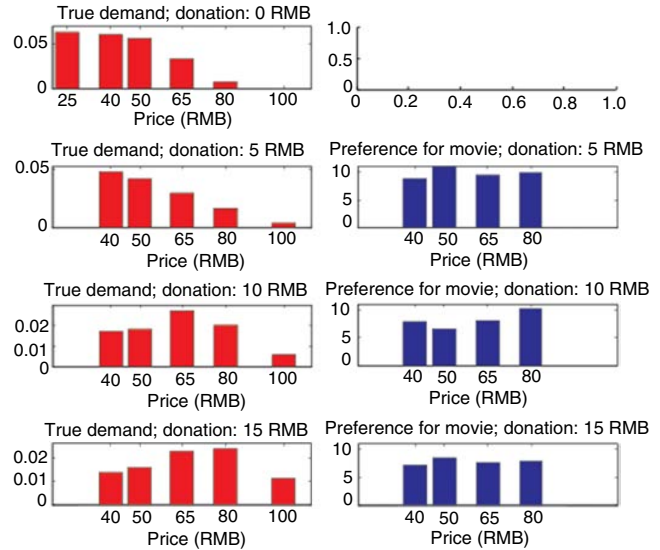 True demand; donation: 0 RMB
0.05
0
25 40 50 65 80 100
Price (RMB)
1.0
0.5
0
0 0.2 0.4 0.6 0.8 1.0
True demand; donation: 5 RMB
0.05
0
40 50 65 80 100
Price (RMB)
Preference for movie; donation: 5 RMB
10
5
0
40 50 65 80
Price (RMB)
True demand; donation: 10 RMB
0.02
0.01
0
40 50 65 80 100
Price (RMB)
Preference for movie; donation: 10 RMB
10
5
0
40 50 65 80
Price (RMB)
True demand; donation: 15 RMB
0.02
0.01
0
40 50 65 80 100
Price (RMB)
Preference for movie; donation: 15 RMB
10
5
0
40 50 65 80
Price (RMB)